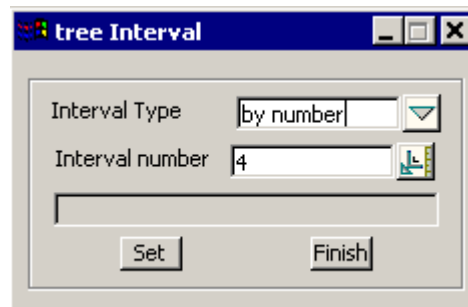 tree Interval
Interval Type by number
Interval number 4
Set Finish